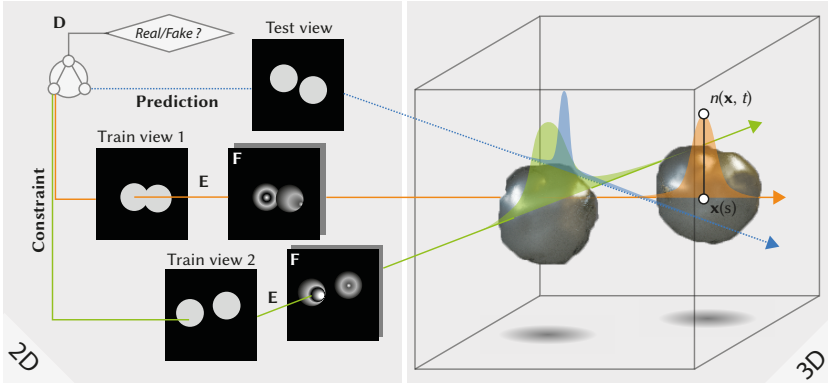 D
Real/Fake ?
Test view
Prediction
Train view 1
E
F
Constraint
Train view 2
E
F
2D
n(x, t)
x(s)
3D